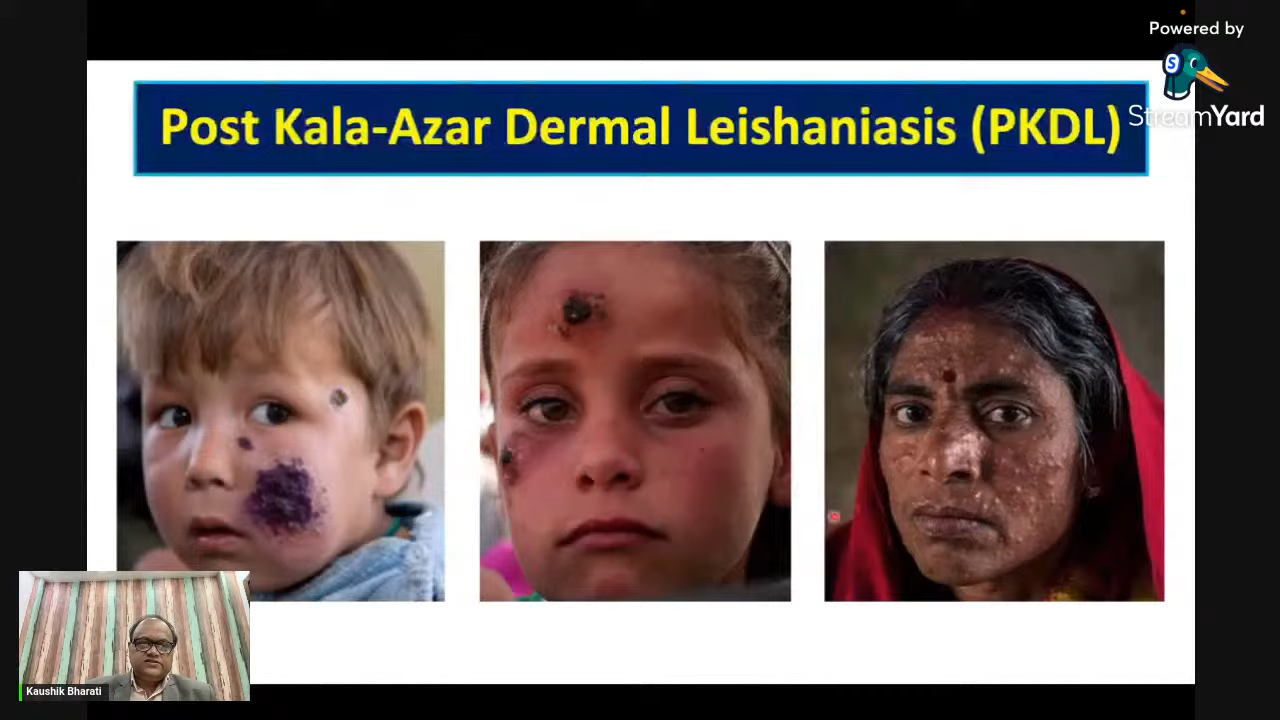 Powered by
S
StreamYard
Post Kala-Azar Dermal Leishaniasis (PKDL)
Kaushik Bharati